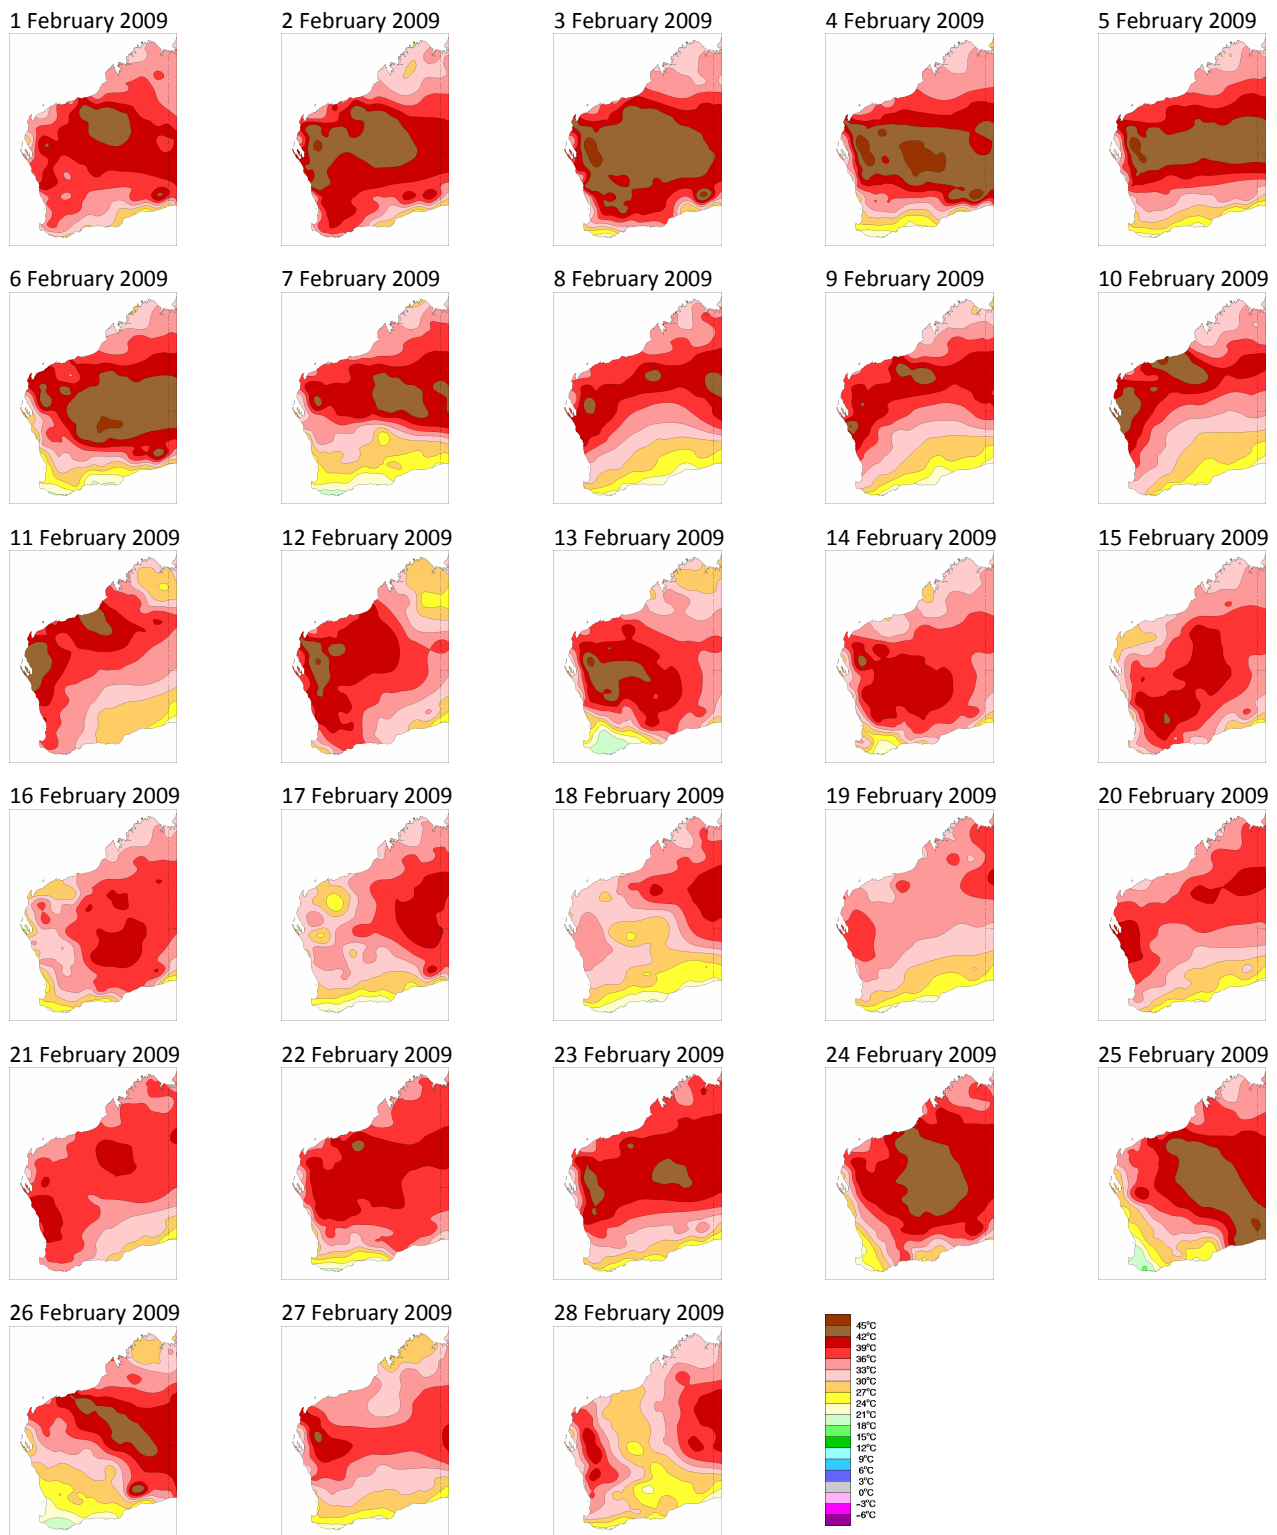 1 February 2009
2 February 2009
3 February 2009
4 February 2009
5 February 2009
6 February 2009
7 February 2009
8 February 2009
9 February 2009
10 February 2009
11 February 2009
12 February 2009
13 February 2009
14 February 2009
15 February 2009
16 February 2009
17 February 2009
18 February 2009
19 February 2009
20 February 2009
21 February 2009
22 February 2009
23 February 2009
24 February 2009
25 February 2009
26 February 2009
27 February 2009
28 February 2009
45°C
42°C
39°C
36°C
33°C
30°C
27°C
24°C
21°C
18°C
15°C
12°C
9°C
6°C
3°C
0°C
−3°C
−6°C